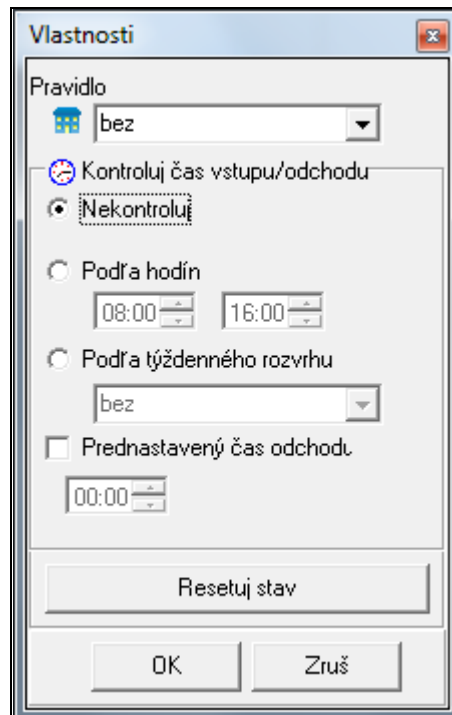 Vlastnosti
Pravidlo
bez
Kontroluj čas vstupu/odchodu
Nekontroluj
Podľa hodín
08:00 16:00
Podľa týždenného rozvrhu
bez
Prednastavený čas odchodu
00:00
Resetuj stav
OK Zruš